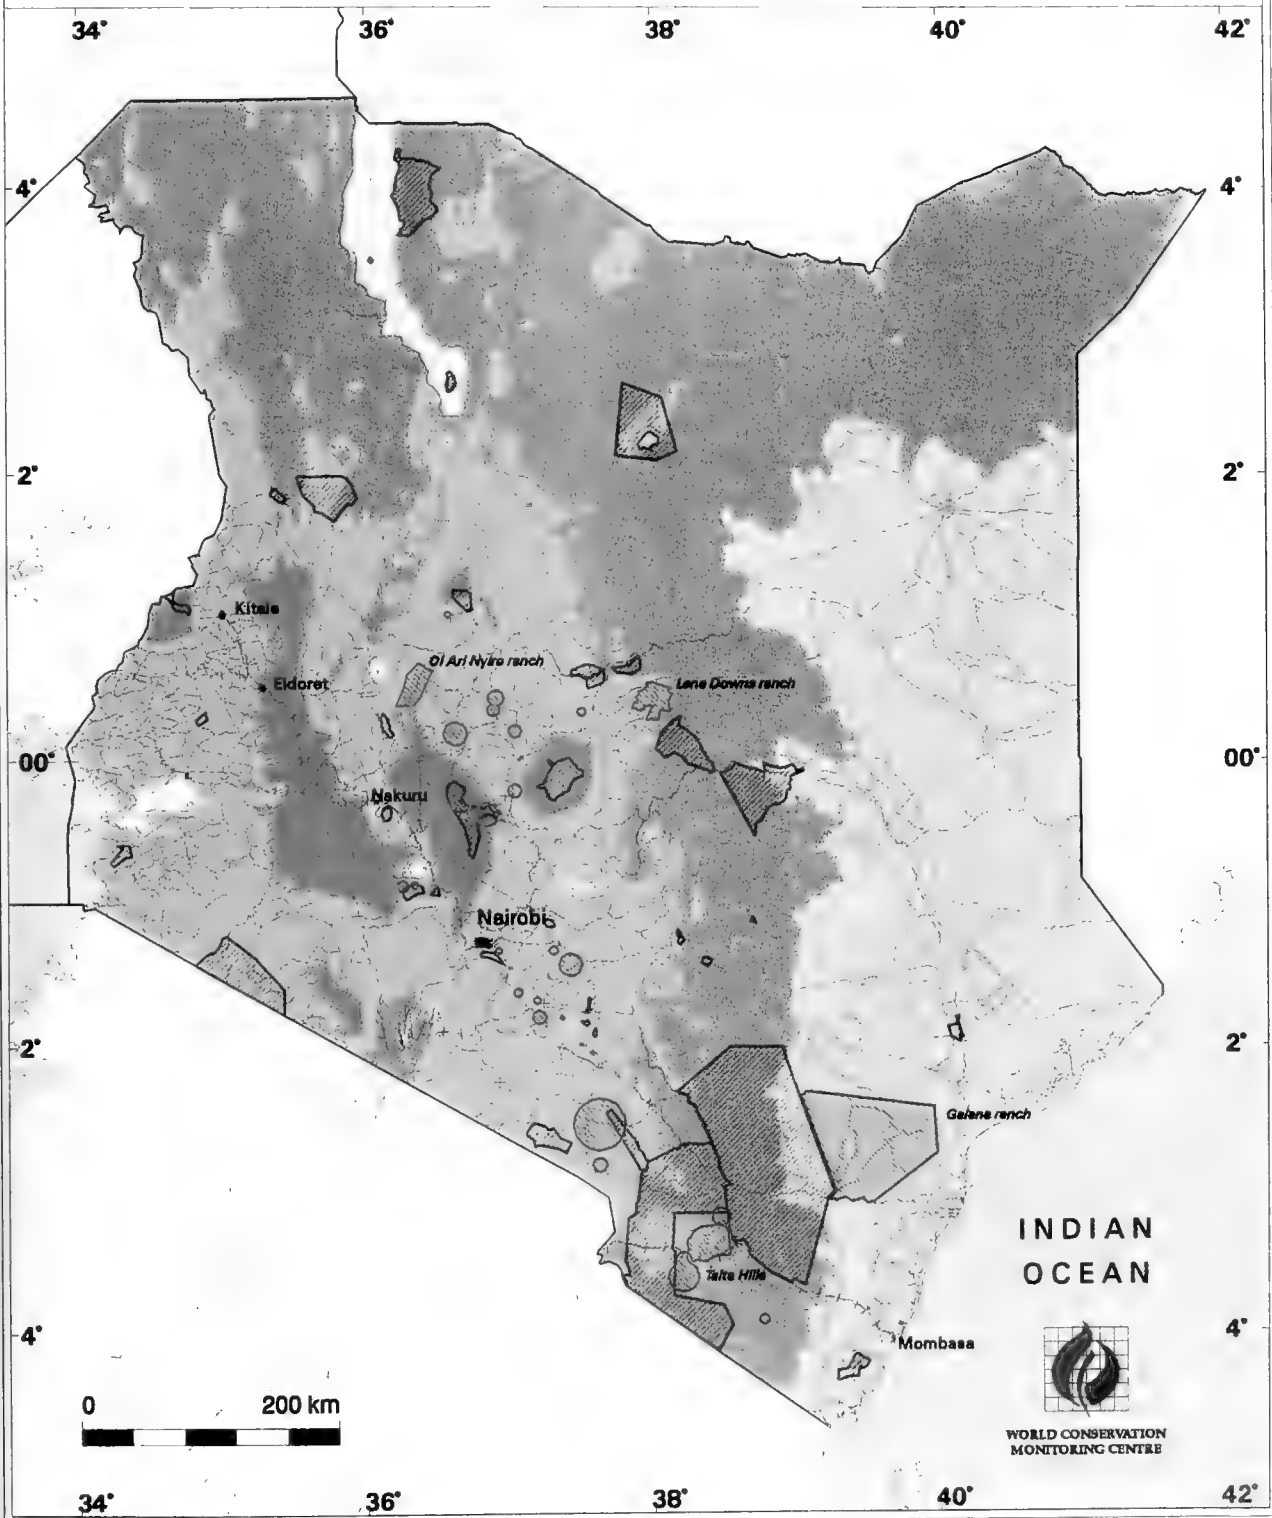 34° 36° 38° 40° 42°
4° 4°
2° 2°
Kitale
Ol Ari Nyiro ranch
Eldoret
Lena Downs ranch
00° 00°
Nakuru
Nairobi
2° 2°
Galana ranch
INDIAN
OCEAN
Taita Hills
4° 4°
Mombasa
0 200 km
WORLD CONSERVATION
MONITORING CENTRE
34° 36° 38° 40° 42°